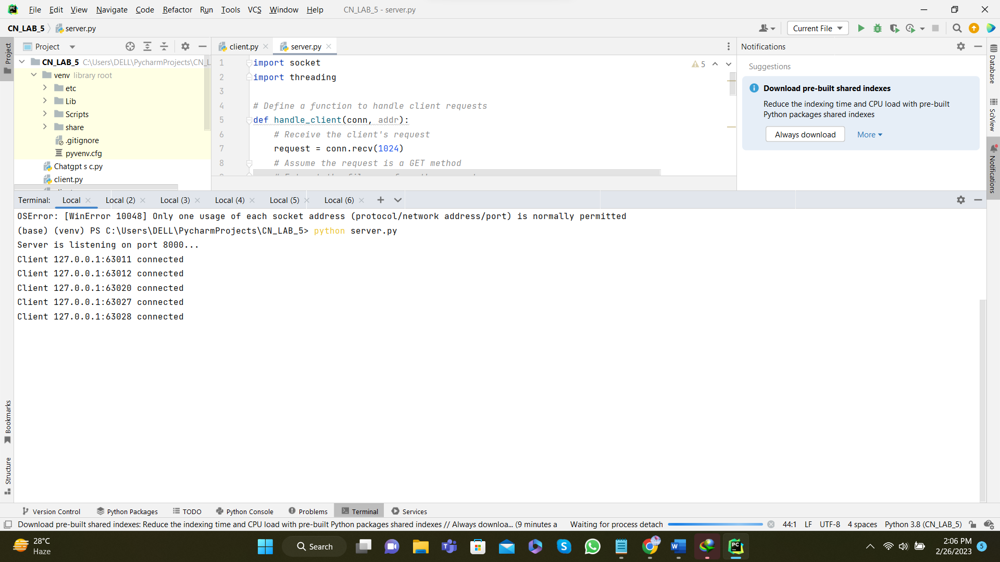 File Edit View Navigate Code Refactor Run Tools VCS Window Help CN_LAB_5 - server.py
CN_LAB_5 server.py
Current File
Project
client.py server.py
Notifications
CN_LAB_5 C:\Users\DELL\PycharmProjects\CN_L
venv library root
etc
Lib
Scripts
share
.gitignore
pyvenv.cfg
Chatgpt s c.py
client.py
1 import socket
2 import threading
3
4 # Define a function to handle client requests
5 def handle_client(conn, addr):
6 # Receive the client's request
7 request = conn.recv(1024)
8 # Assume the request is a GET method
5
Suggestions
Download pre-built shared indexes
Reduce the indexing time and CPU load with pre-built
Python packages shared indexes
Always download More
Project
Bookmarks
Structure
Database
SciView
Notifications
Terminal: Local Local (2) Local (3) Local (4) Local (5) Local (6)
OSError: [WinError 10048] Only one usage of each socket address (protocol/network address/port) is normally permitted
(base) (venv) PS C:\Users\DELL\PycharmProjects\CN_LAB_5> python server.py
Server is listening on port 8000...
Client 127.0.0.1:63011 connected
Client 127.0.0.1:63012 connected
Client 127.0.0.1:63020 connected
Client 127.0.0.1:63027 connected
Client 127.0.0.1:63028 connected
Version Control Python Packages TODO Python Console Problems Terminal Services
Download pre-built shared indexes: Reduce the indexing time and CPU load with pre-built Python packages shared indexes // Always downloa... (9 minutes a Waiting for process detach 44:1 LF UTF-8 4 spaces Python 3.8 (CN_LAB_5)
28°C
Haze
Search
2:06 PM
2/26/2023
5